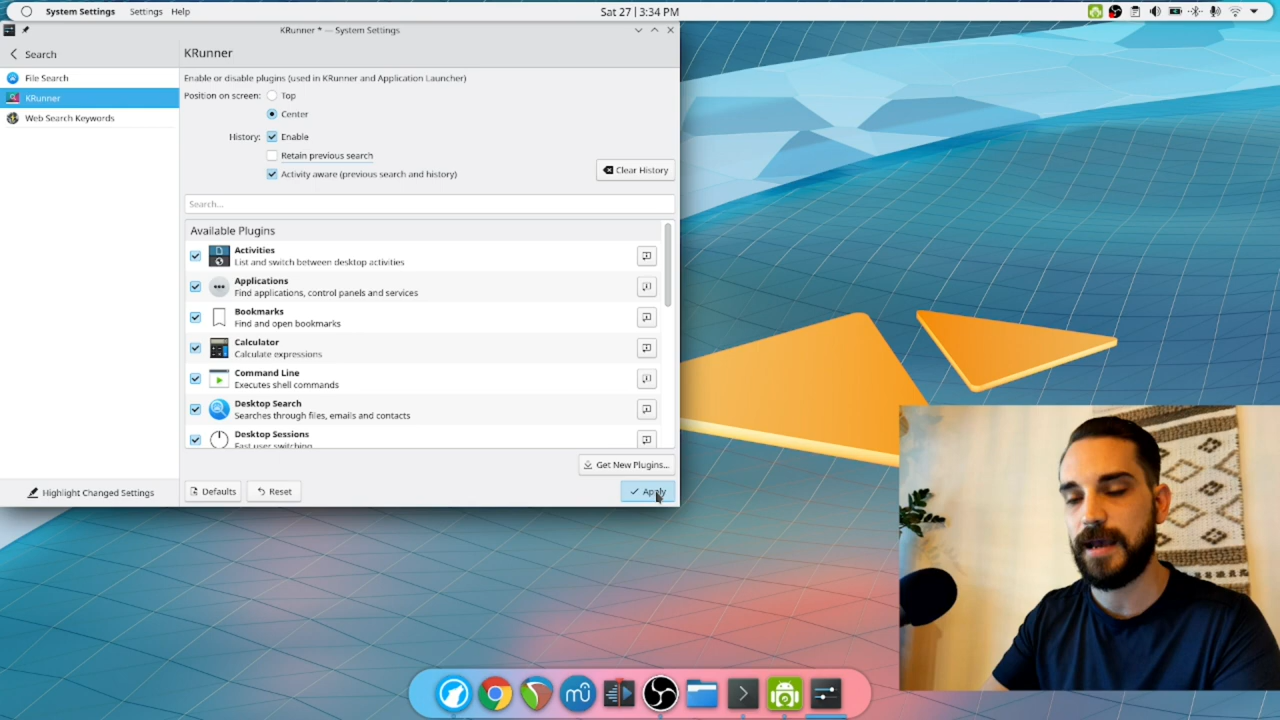 System Settings Settings Help
Sat 27 | 3:34 PM
KRunner * — System Settings
Search
File Search
KRunner
Web Search Keywords
Highlight Changed Settings
KRunner
Enable or disable plugins (used in KRunner and Application Launcher)
Position on screen: Top
Center
History: Enable
Retain previous search
Activity aware (previous search and history)
Clear History
Search...
Available Plugins
Activities
List and switch between desktop activities
Applications
Find applications, control panels and services
Bookmarks
Find and open bookmarks
Calculator
Calculate expressions
Command Line
Executes shell commands
Desktop Search
Searches through files, emails and contacts
Desktop Sessions
Fast user switching
Get New Plugins...
Defaults Reset Apply